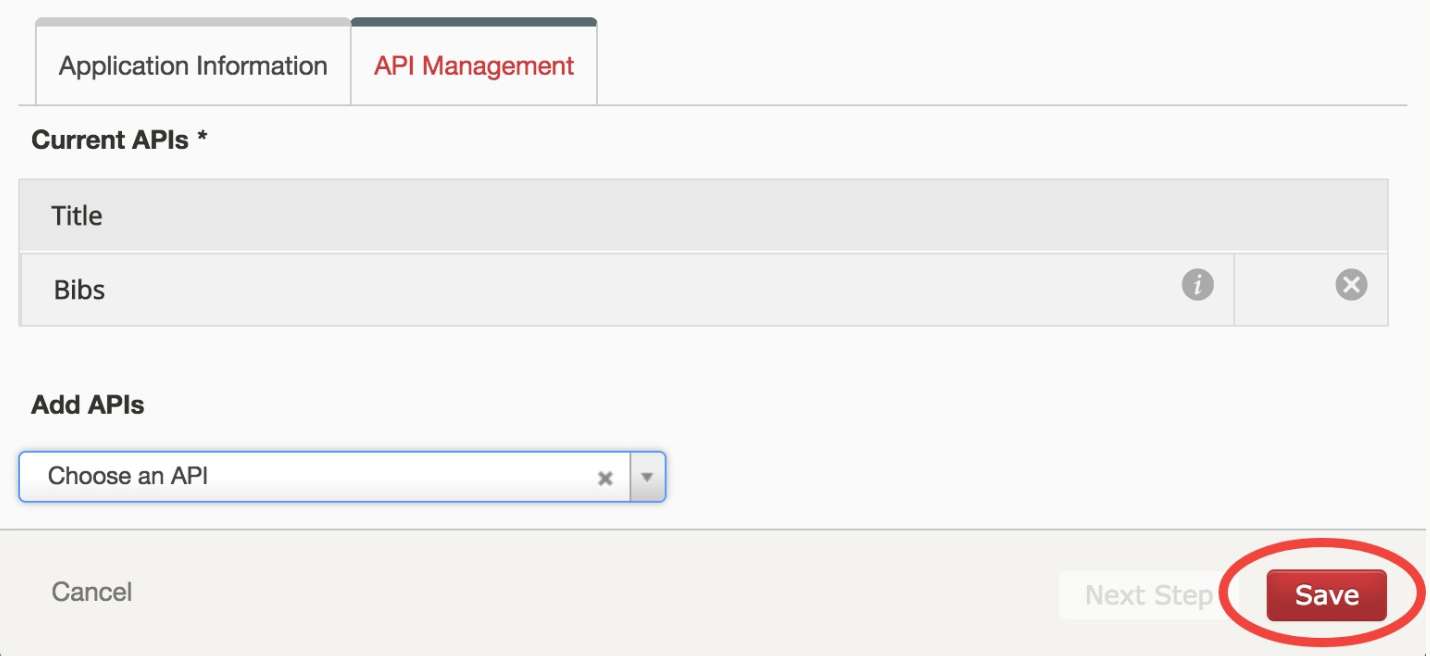 Application Information
API Management
Current APIs *
Title
Bibs
Add APIs
Choose an API
Cancel
Next Step
Save